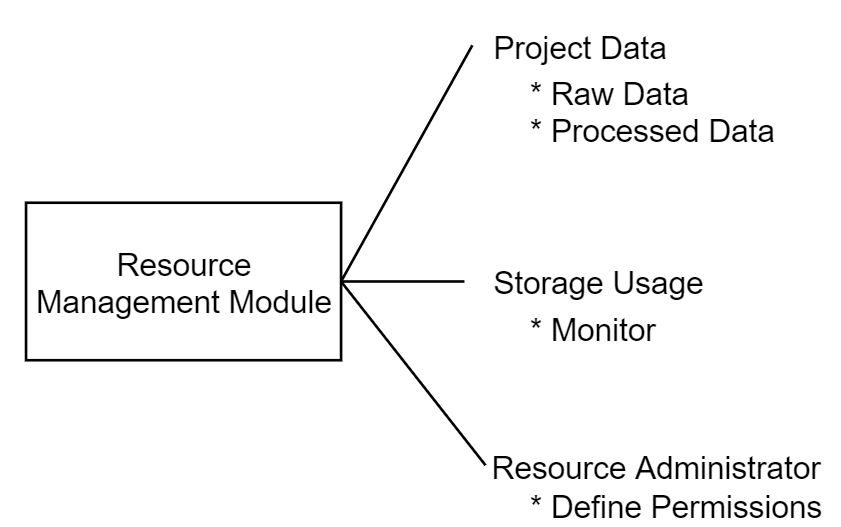 Project Data
* Raw Data
* Processed Data
Resource
Management Module
Storage Usage
* Monitor
Resource Administrator
* Define Permissions